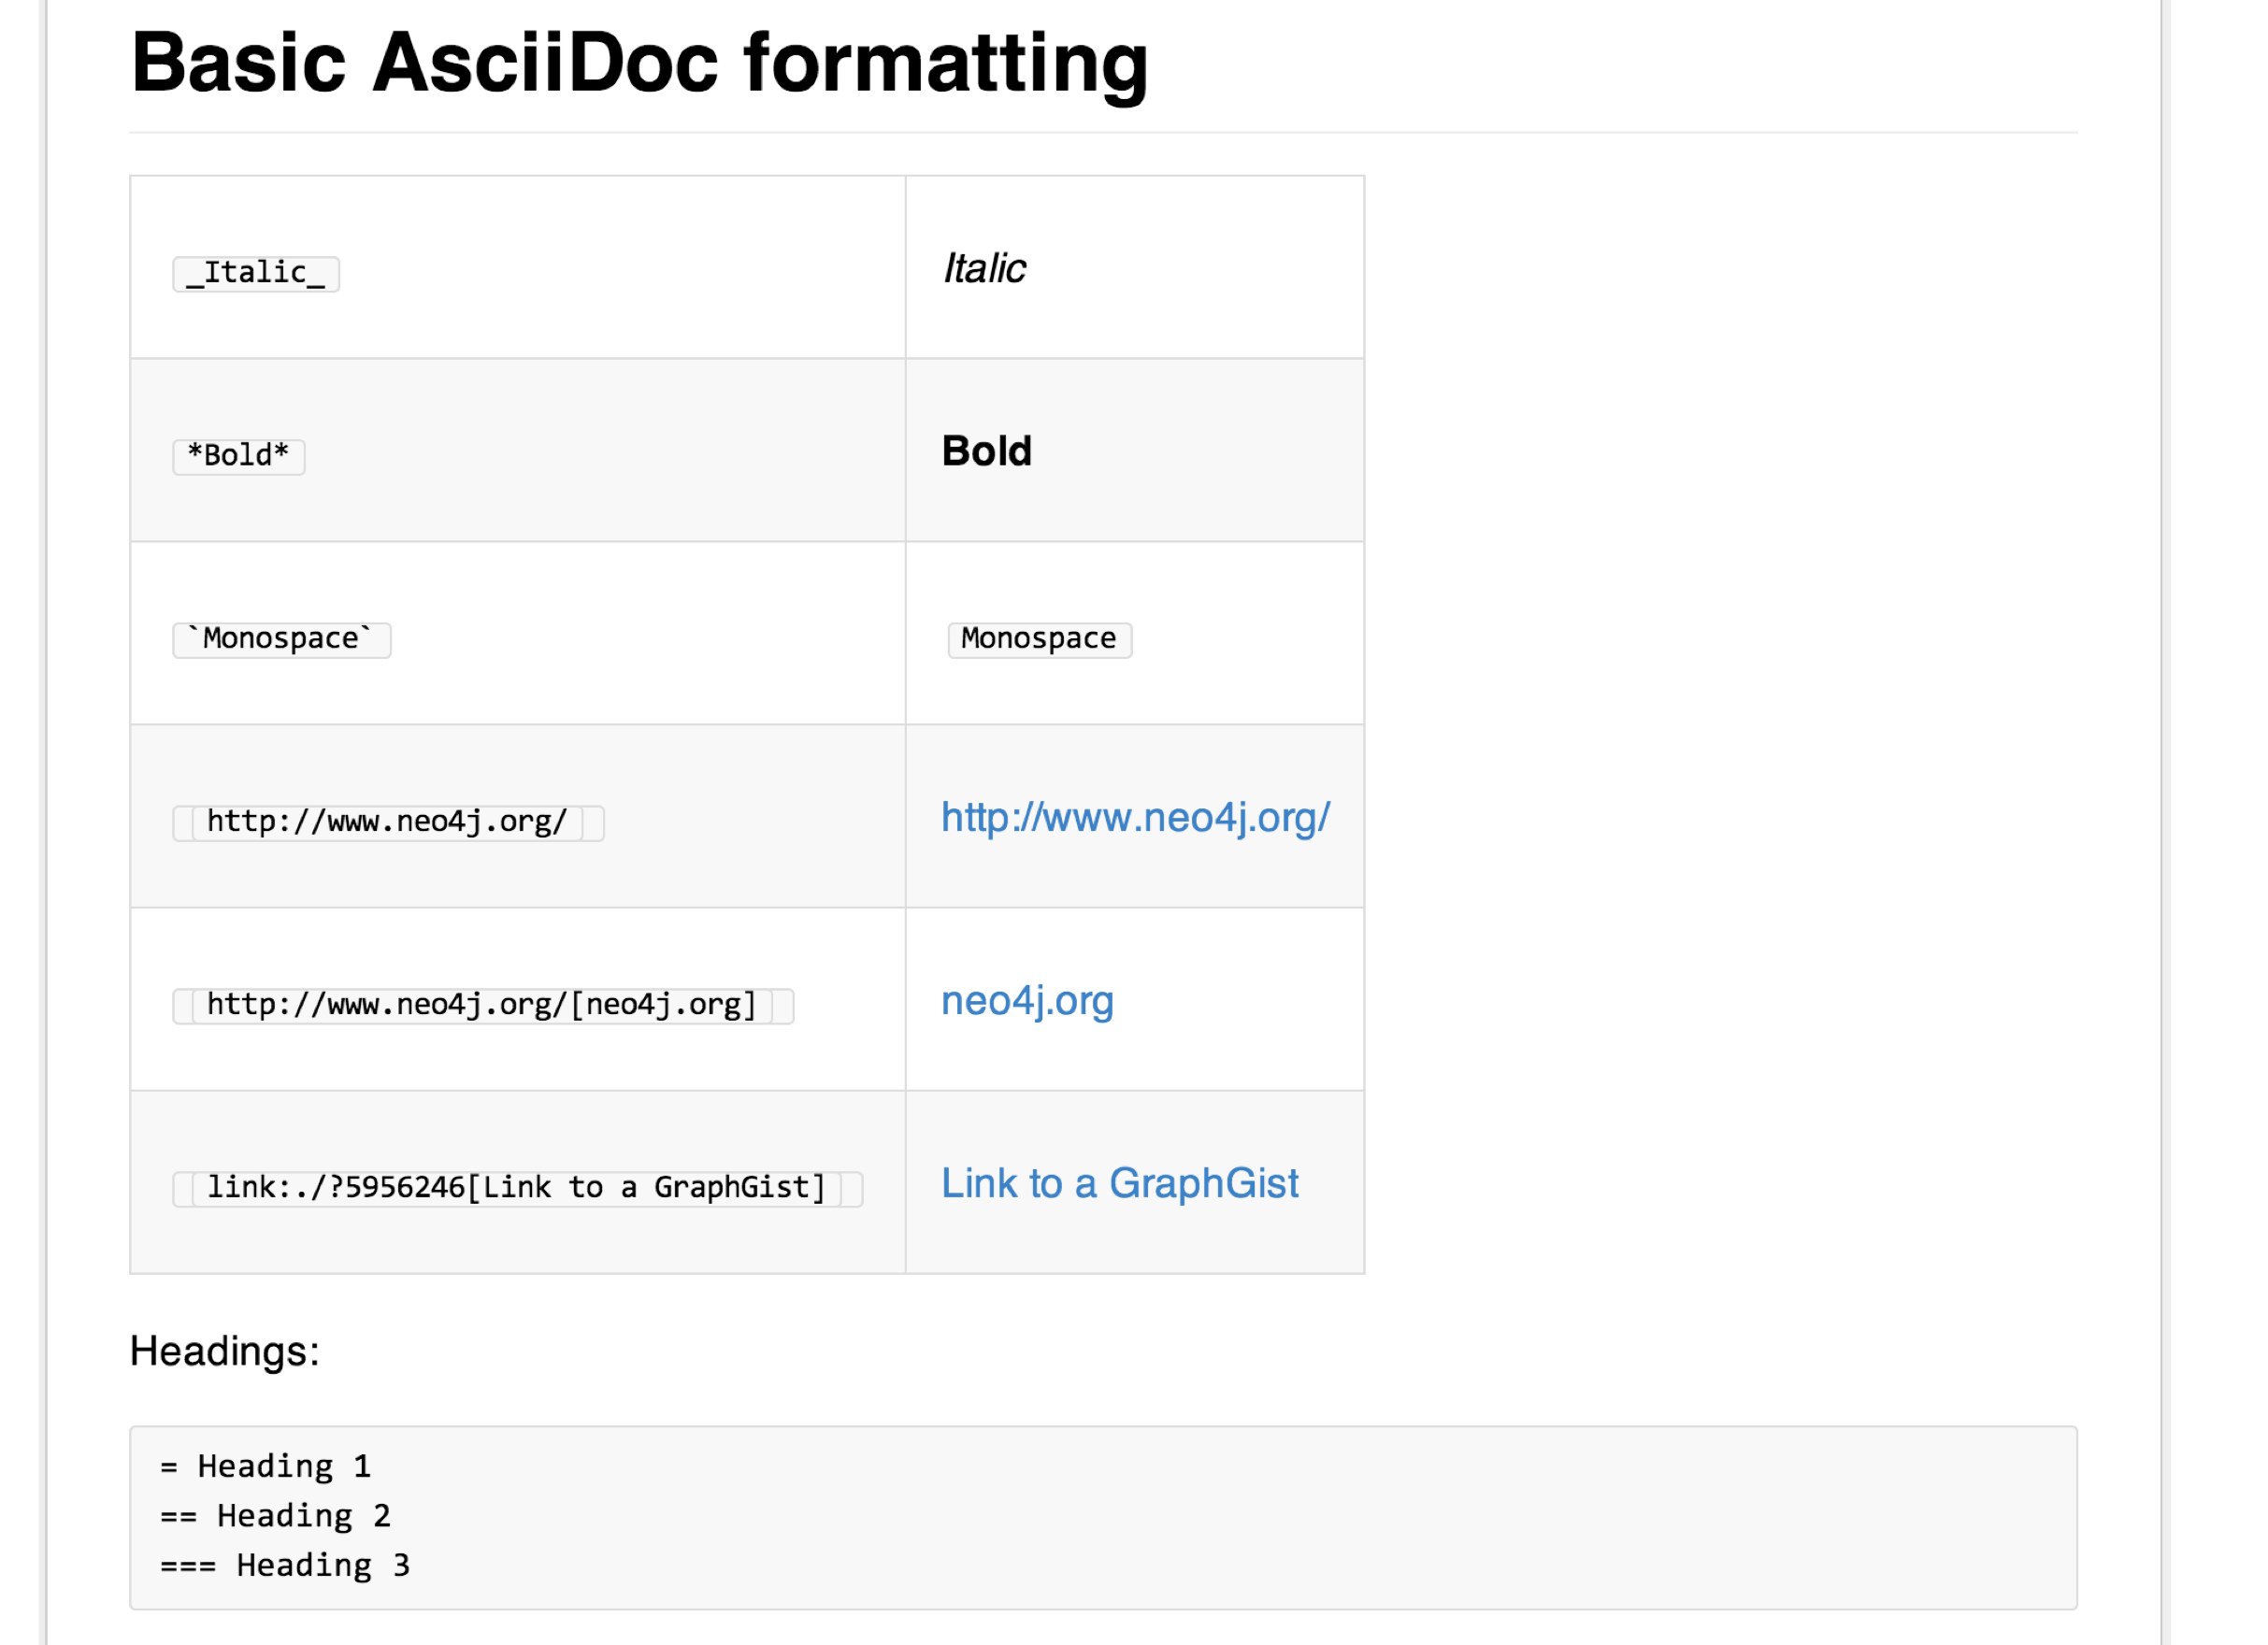 Basic AsciiDoc formatting
_Italic_ Italic
*Bold* Bold
`Monospace` Monospace
http://www.neo4j.org/ http://www.neo4j.org/
http://www.neo4j.org/[neo4j.org] neo4j.org
link:./?5956246[Link to a GraphGist] Link to a GraphGist
Headings:
= Heading 1
== Heading 2
=== Heading 3